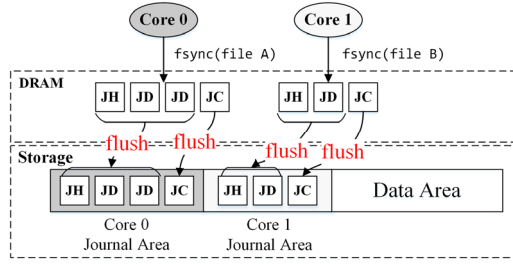 Core 0
Core 1
fsync(file A)
fsync(file B)
DRAM
JH JD JD JC
JH JD JC
flush flush flush flush
Storage
JH JD JD JC JH JD JC Data Area
Core 0
Journal Area
Core 1
Journal Area